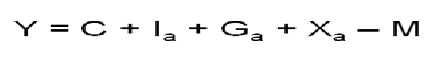 Y = C + Iₐ + Gₐ + Xₐ – M